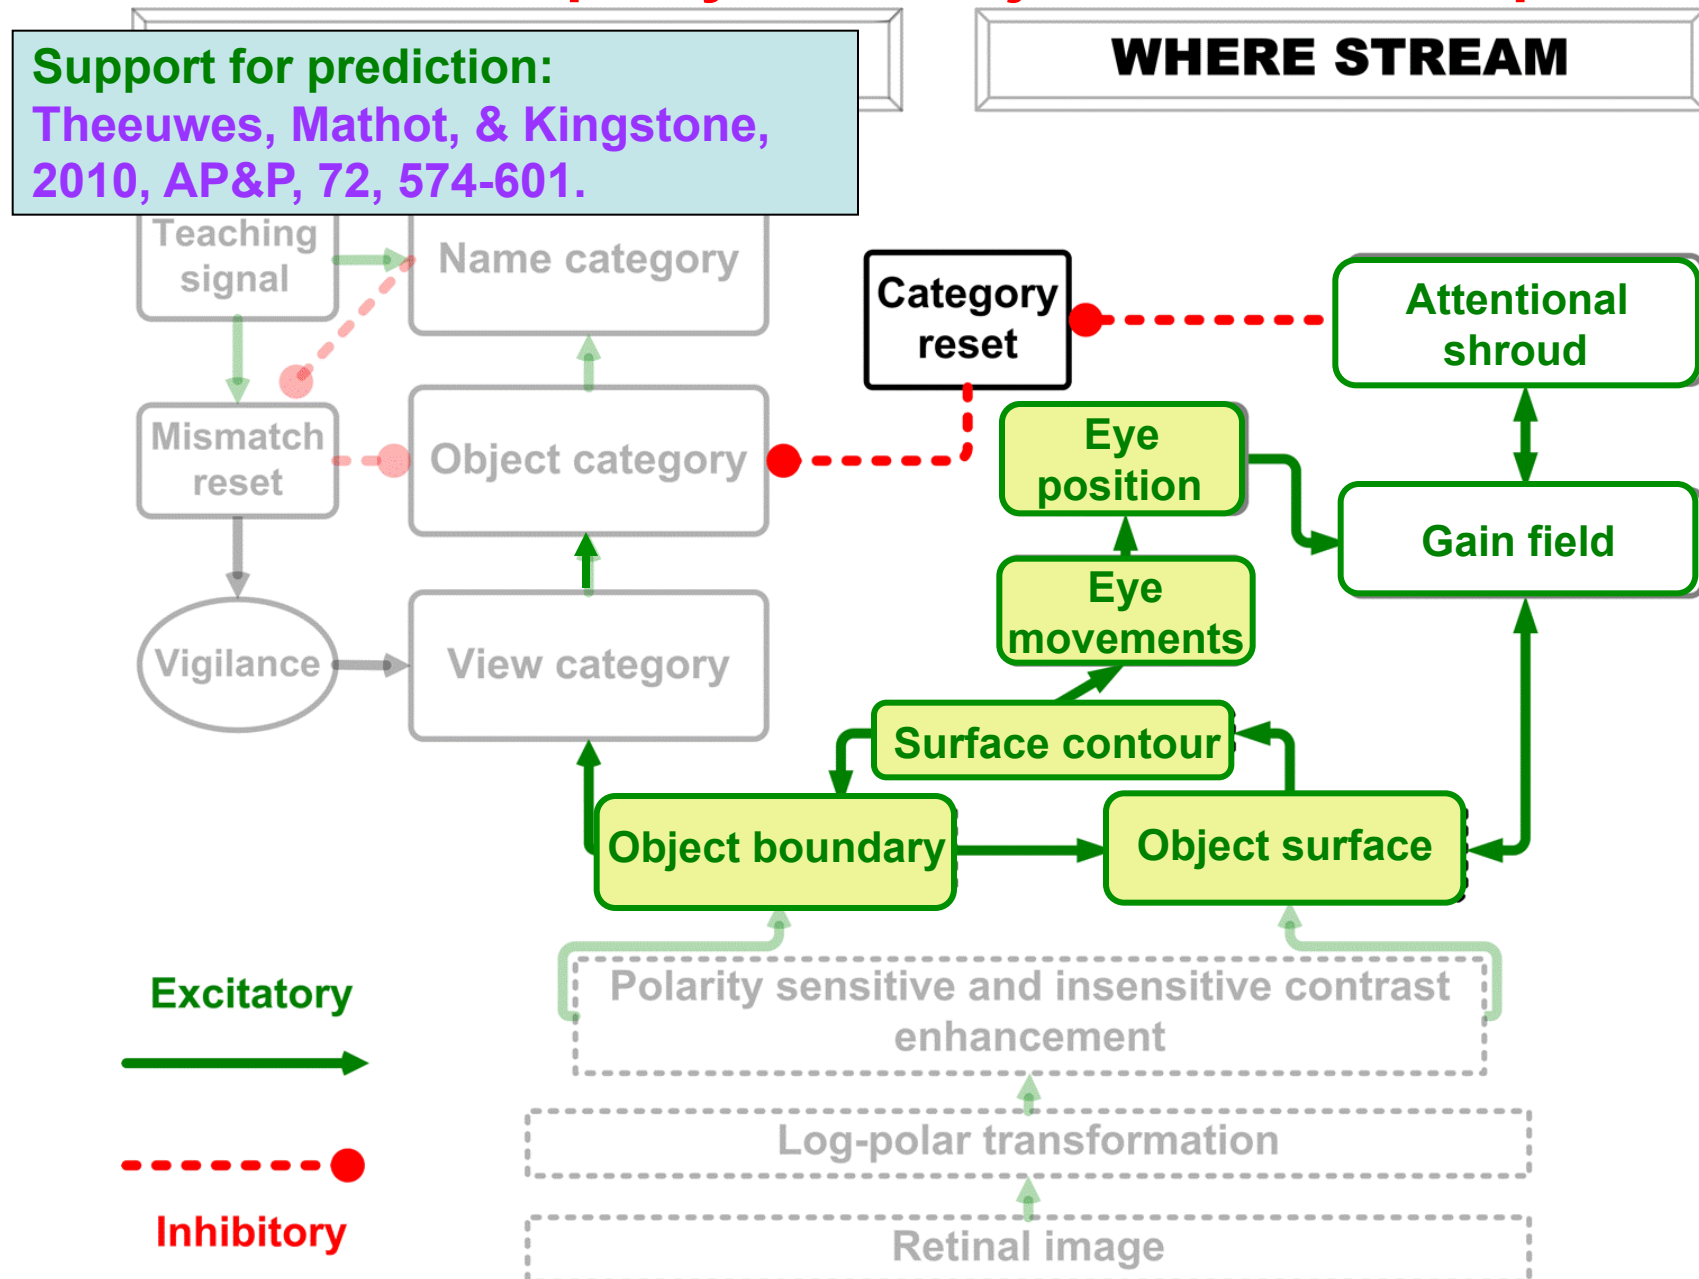 WHERE STREAM
Support for prediction:
Theeuwes, Mathot, & Kingstone,
2010, AP&P, 72, 574-601.
Teaching
signal
Name category
Category
reset
Attentional
shroud
Mismatch
reset
Object category
Eye
position
Gain field
Eye
movements
Vigilance
View category
Surface contour
Object boundary
Object surface
Excitatory
Polarity sensitive and insensitive contrast
enhancement
Log-polar transformation
Inhibitory
Retinal image